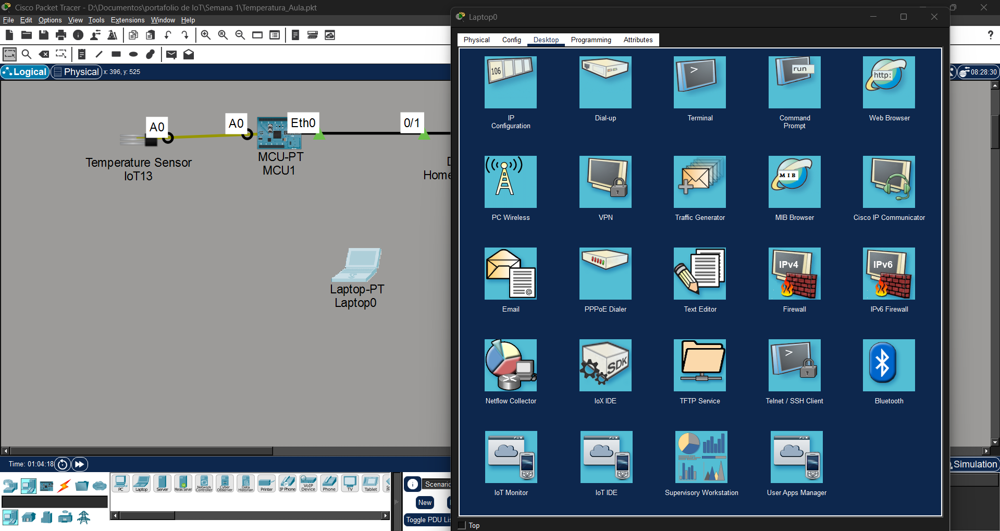 Cisco Packet Tracer - D:\Documentos\portafolio de IoT\Semana 1\Temperatura_Aula.pkt
File Edit Options View Tools Extensions Window Help
?
Logical Physical x: 396, y: 525
08:28:30
A0
A0
Eth0
0/1
Temperature Sensor
IoT13
MCU-PT
MCU1
D
Home
Laptop-PT
Laptop0
Time: 01:04:18
Simulation
PC
Laptop
Server
Meraki Server
Network Controller
Cyber Observer
Data Historian
Printer
IP Phone
VoIP Device
Phone
TV
Tablet
Scenario
New
Toggle PDU Lis
Laptop0
Physical Config Desktop Programming Attributes
106
>
run
http:
IP Configuration
Dial-up
Terminal
Command Prompt
Web Browser
MIB
PC Wireless
VPN
Traffic Generator
MIB Browser
Cisco IP Communicator
@
IPv4
IPv6
Email
PPPoE Dialer
Text Editor
Firewall
IPv6 Firewall
SDK
>
Netflow Collector
IoX IDE
TFTP Service
Telnet / SSH Client
Bluetooth
IoT Monitor
IoT IDE
Supervisory Workstation
User Apps Manager
Top